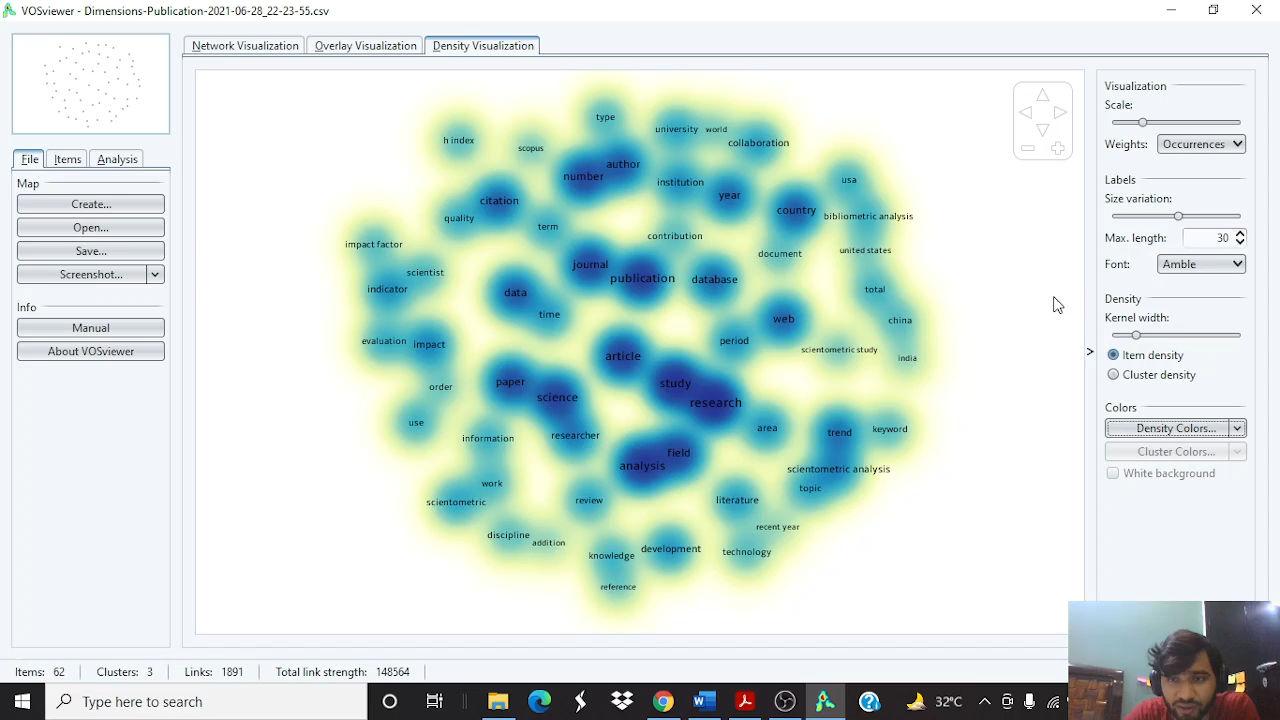 VOSviewer - Dimensions-Publication-2021-06-28_22-23-55.csv
Network Visualization
Overlay Visualization
Density Visualization
File
Items
Analysis
Map
Create...
Open...
Save...
Screenshot...
Info
Manual
About VOSviewer
type
university
world
h index
scopus
collaboration
author
number
institution
usa
year
citation
country
quality
term
bibliometric analysis
contribution
impact factor
united states
document
journal
scientist
publication
database
indicator
data
total
time
web
china
evaluation
impact
period
scientometric study
article
india
order
paper
study
science
research
use
area
trend
keyword
information
researcher
field
analysis
scientometric analysis
work
topic
scientometric
review
literature
recent year
discipline
addition
knowledge
development
technology
reference
Visualization
Scale:
Weights:
Occurrences
Labels
Size variation:
Max. length:
30
Font:
Amble
Density
Kernel width:
>
Item density
Cluster density
Colors
Density Colors...
Cluster Colors...
White background
Items: 62
Clusters: 3
Links: 1891
Total link strength: 148564
Type here to search
32°C